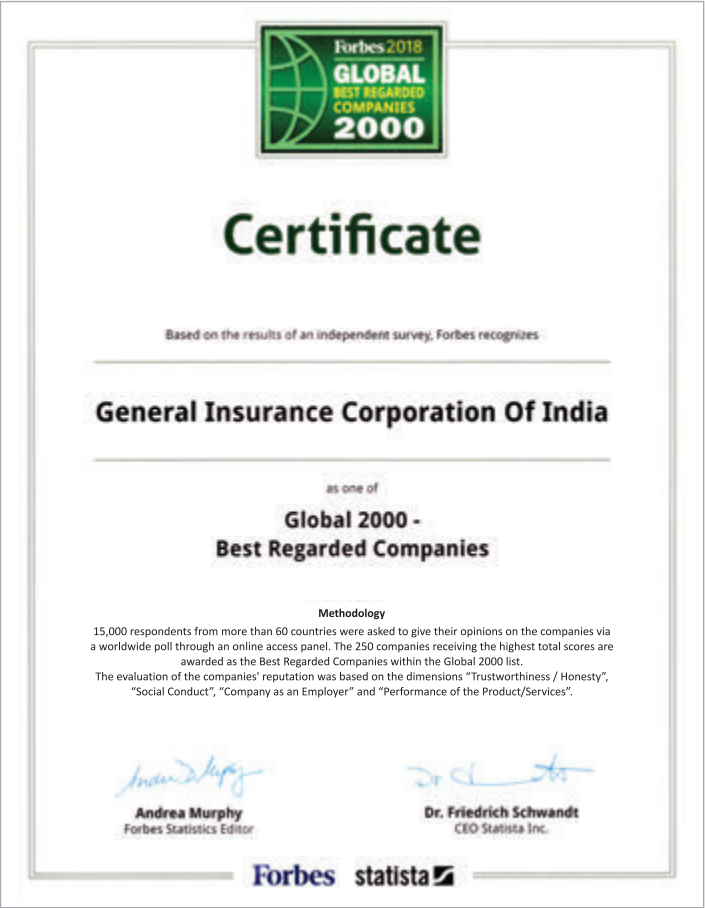 Forbes 2018
GLOBAL
BEST REGARDED
COMPANIES
2000
Certificate
Based on the results of an independent survey, Forbes recognizes
General Insurance Corporation Of India
as one of
Global 2000 -
Best Regarded Companies
Methodology
15,000 respondents from more than 60 countries were asked to give their opinions on the companies via
a worldwide poll through an online access panel. The 250 companies receiving the highest total scores are
awarded as the Best Regarded Companies within the Global 2000 list.
The evaluation of the companies' reputation was based on the dimensions “Trustworthiness / Honesty”,
“Social Conduct”, “Company as an Employer” and “Performance of the Product/Services”.
Andrea Murphy
Forbes Statistics Editor
Dr. Friedrich Schwandt
CEO Statista Inc.
Forbes statista